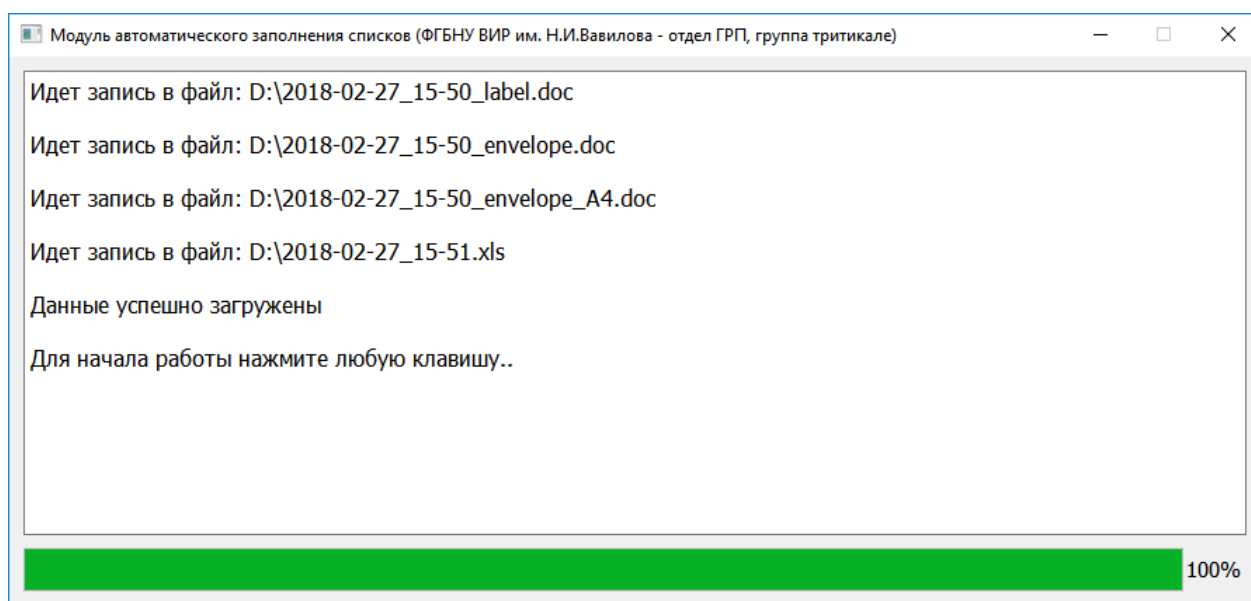 Модуль автоматического заполнения списков (ФГБНУ ВИР им. Н.И.Вавилова - отдел ГРП, группа тритикале)
Идет запись в файл: D:\2018-02-27_15-50_label.doc
Идет запись в файл: D:\2018-02-27_15-50_envelope.doc
Идет запись в файл: D:\2018-02-27_15-50_envelope_A4.doc
Идет запись в файл: D:\2018-02-27_15-51.xls
Данные успешно загружены
Для начала работы нажмите любую клавишу..
100%